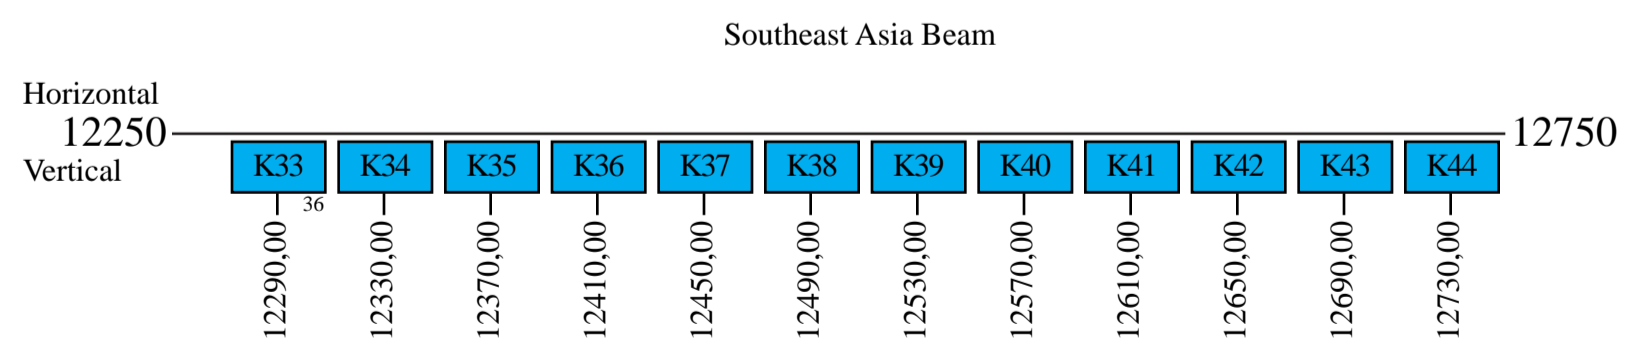 Southeast Asia Beam
Horizontal
12250
12750
Vertical
K33 K34 K35 K36 K37 K38 K39 K40 K41 K42 K43 K44
36
12290,00 12330,00 12370,00 12410,00 12450,00 12490,00 12530,00 12570,00 12610,00 12650,00 12690,00 12730,00